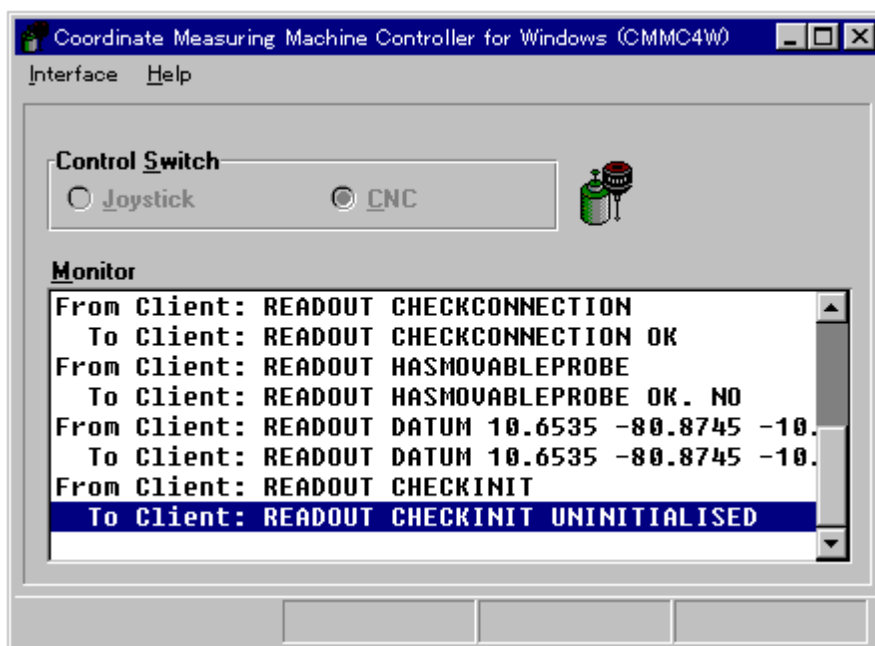 Coordinate Measuring Machine Controller for Windows (CMMC4W)
Interface Help
Control Switch
Joystick CNC
Monitor
From Client: READOUT CHECKCONNECTION
To Client: READOUT CHECKCONNECTION OK
From Client: READOUT HASMOVABLEPROBE
To Client: READOUT HASMOVABLEPROBE OK. NO
From Client: READOUT DATUM 10.6535 -80.8745 -10.
To Client: READOUT DATUM 10.6535 -80.8745 -10.
From Client: READOUT CHECKINIT
To Client: READOUT CHECKINIT UNINITIALISED